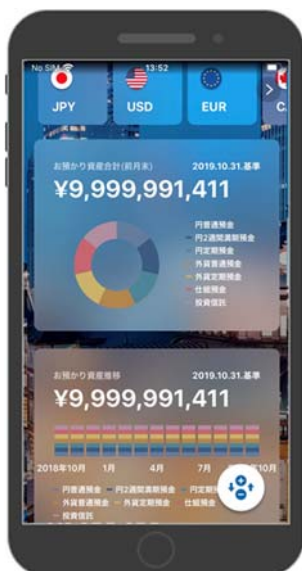 No SIM 13:52
JPY USD EUR C
お預かり資産合計(前月末) 2019.10.31.基準
¥9,999,991,411
円普通預金
円2週間満期預金
円定期預金
外貨普通預金
外貨定期預金
仕組預金
投資信託
お預かり資産推移 2019.10.31.基準
¥9,999,991,411
2018年10月 1月 4月 7月 10月
円普通預金 円2週間満期預金 円定期
外貨普通預金 外貨定期預金 仕組預金
投資信託